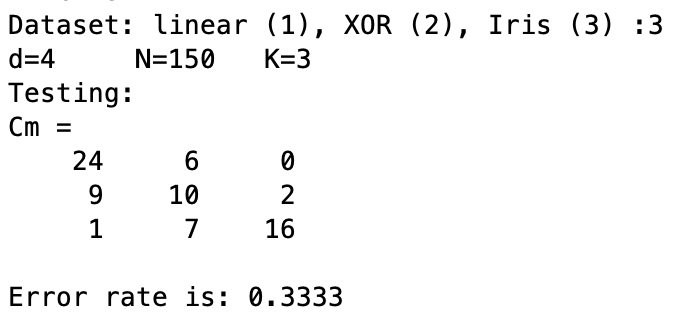 Dataset: linear (1), XOR (2), Iris (3) :3
d=4     N=150   K=3
Testing:
Cm =
    24     6     0
     9    10     2
     1     7    16
Error rate is: 0.3333